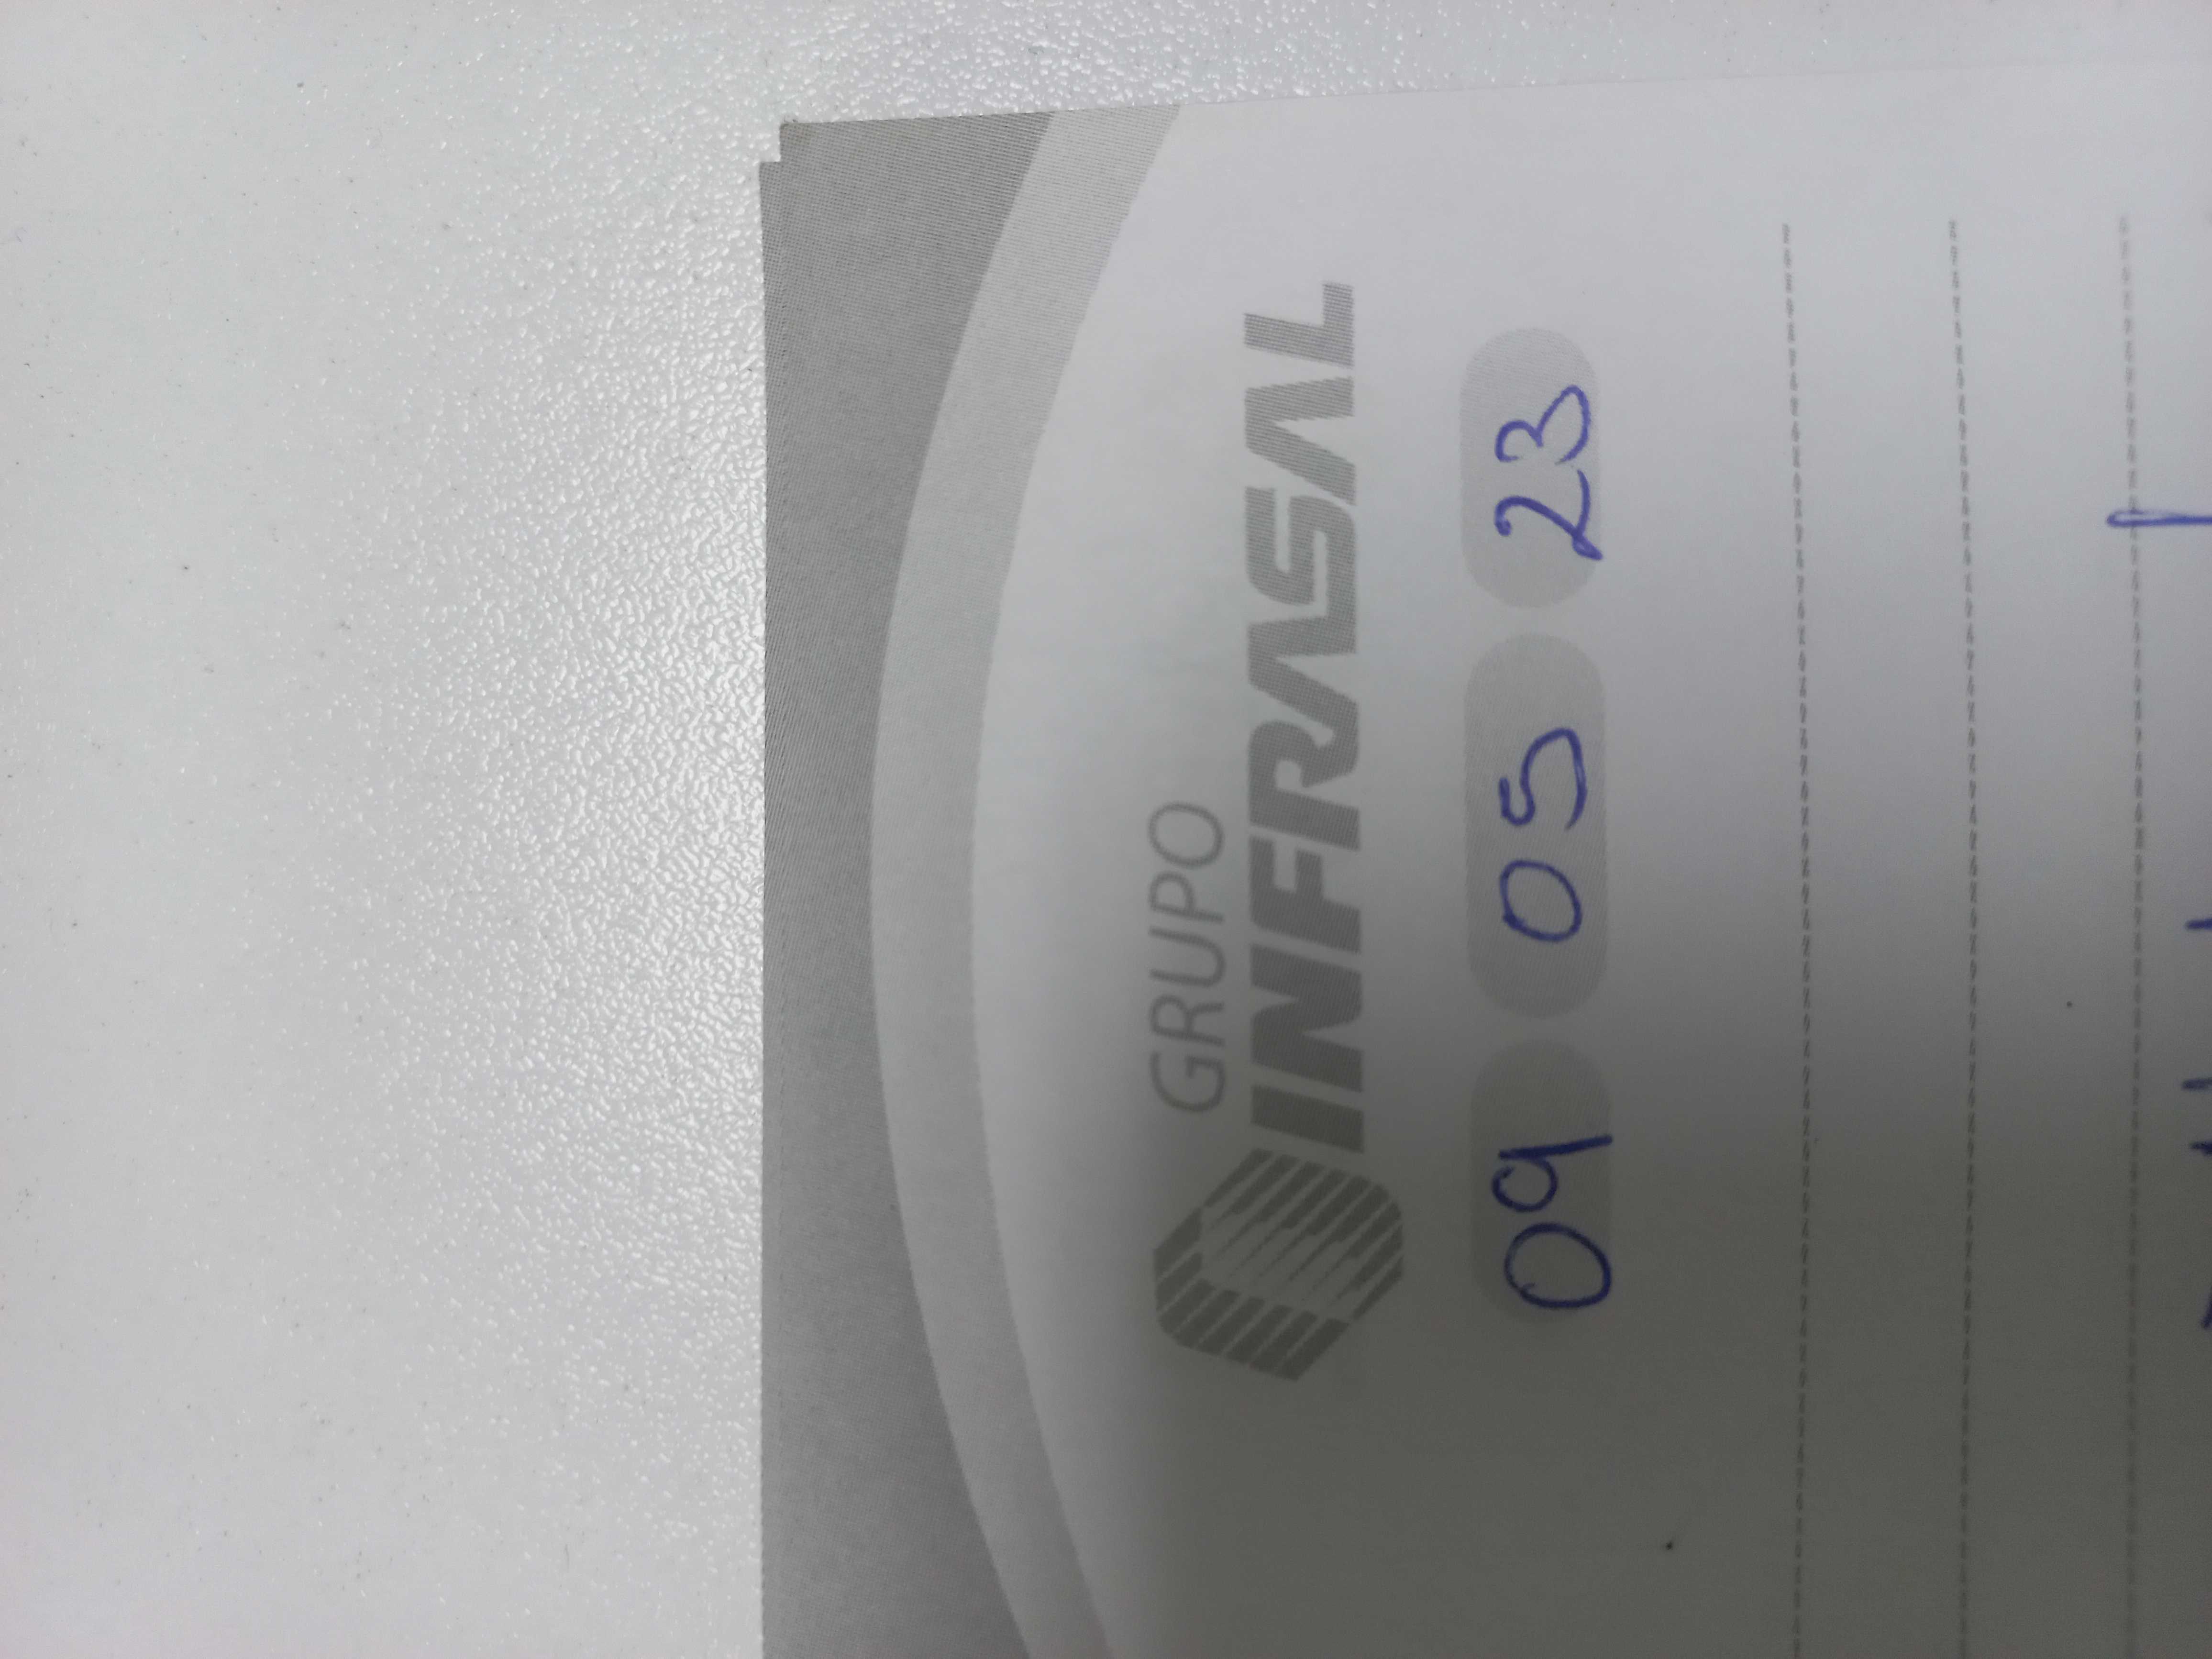 GRUPO
INFRASAL
09 05 23